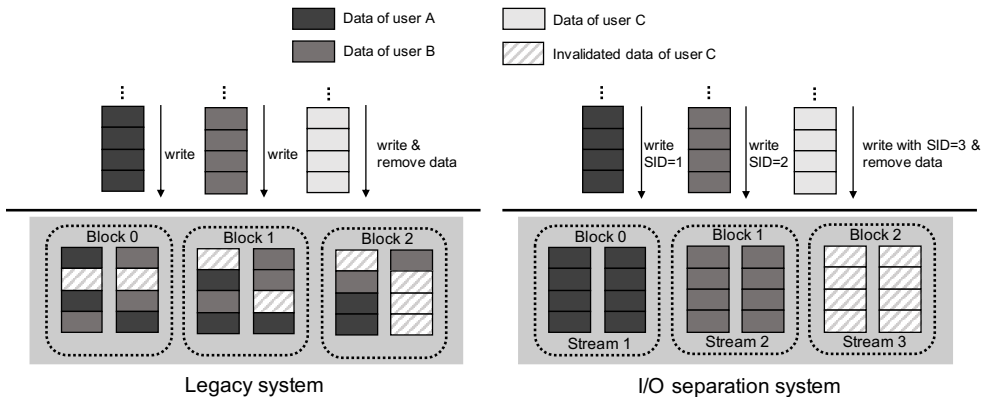 Data of user A
Data of user C
Data of user B
Invalidated data of user C
write
write
write &
remove data
write
SID=1
write
SID=2
write with SID=3 &
remove data
Block 0
Block 1
Block 2
Block 0
Block 1
Block 2
Stream 1
Stream 2
Stream 3
Legacy system
I/O separation system